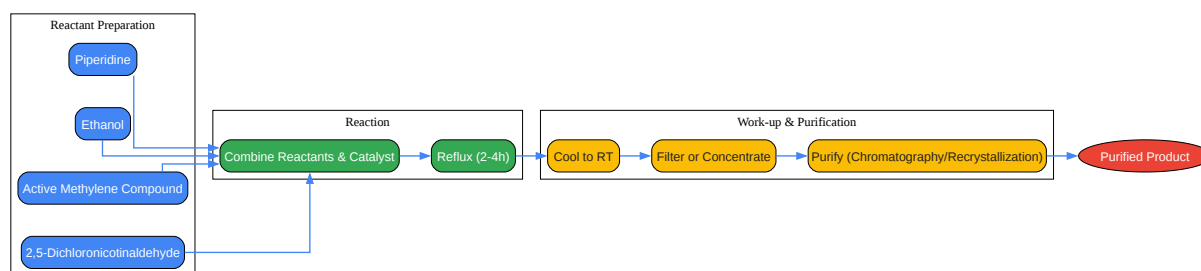 Reactant Preparation
Piperidine
Ethanol
Active Methylene Compound
2,5-Dichloronicotinaldehyde
Reaction
Combine Reactants & Catalyst
Reflux (2-4h)
Work-up & Purification
Cool to RT
Filter or Concentrate
Purify (Chromatography/Recrystallization)
Purified Product